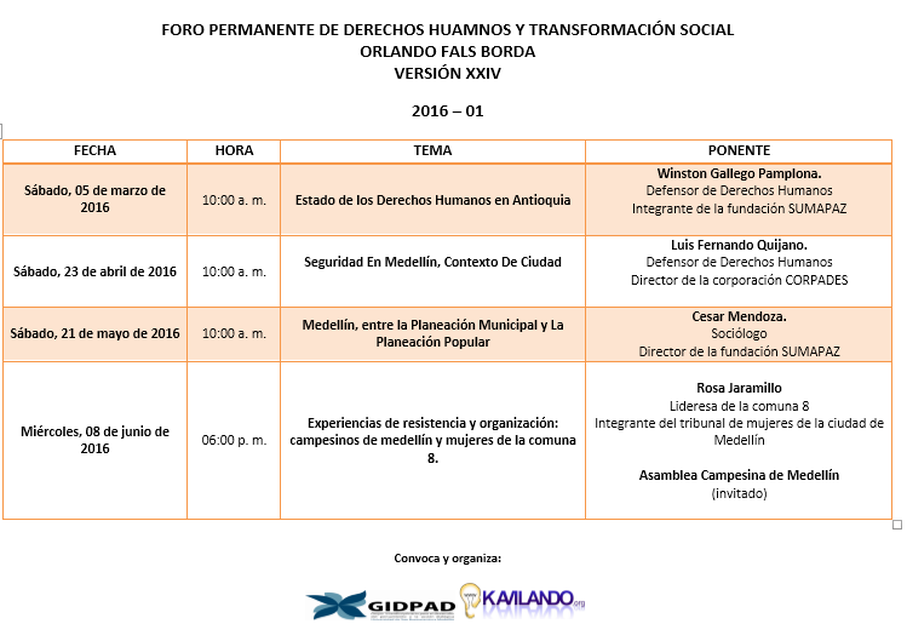 FORO PERMANENTE DE DERECHOS HUAMNOS Y TRANSFORMACIÓN SOCIAL
ORLANDO FALS BORDA
VERSIÓN XXIV
2016 – 01
FECHA HORA TEMA PONENTE
Sábado, 05 de marzo de
2016
10:00 a. m.
Estado de los Derechos Humanos en Antioquia
Winston Gallego Pamplona.
Defensor de Derechos Humanos
Integrante de la fundación SUMAPAZ
Sábado, 23 de abril de 2016
10:00 a. m.
Seguridad En Medellín, Contexto De Ciudad
Luis Fernando Quijano.
Defensor de Derechos Humanos
Director de la corporación CORPADES
Sábado, 21 de mayo de 2016
10:00 a. m.
Medellín, entre la Planeación Municipal y La
Planeación Popular
Cesar Mendoza.
Sociólogo
Director de la fundación SUMAPAZ
Miércoles, 08 de junio de
2016
06:00 p. m.
Experiencias de resistencia y organización:
campesinos de medellín y mujeres de la comuna
8.
Rosa Jaramillo
Lideresa de la comuna 8
Integrante del tribunal de mujeres de la ciudad de
Medellín
Asamblea Campesina de Medellín
(invitado)
Convoca y organiza:
GIDPAD
KAVILANDO.org